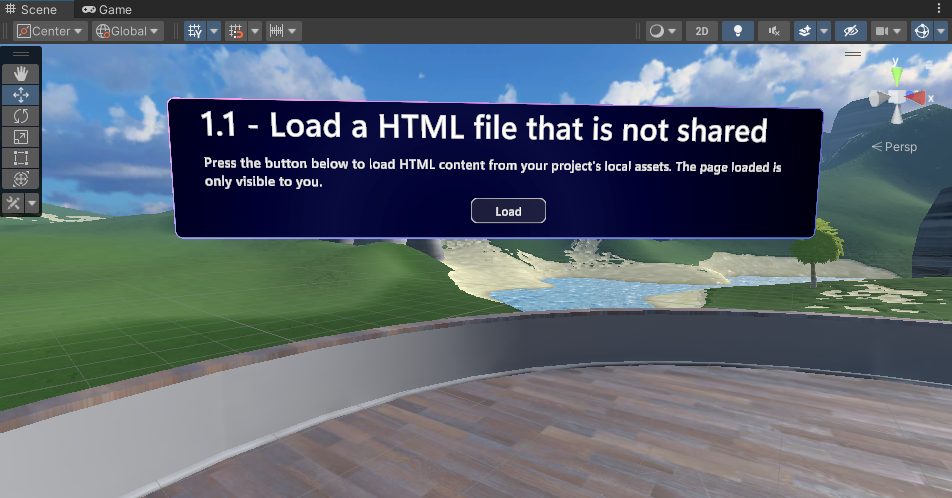 Scene Game
Center Global 2D
y
x
Persp
1.1 - Load a HTML file that is not shared
Press the button below to load HTML content from your project's local assets. The page loaded is
only visible to you.
Load